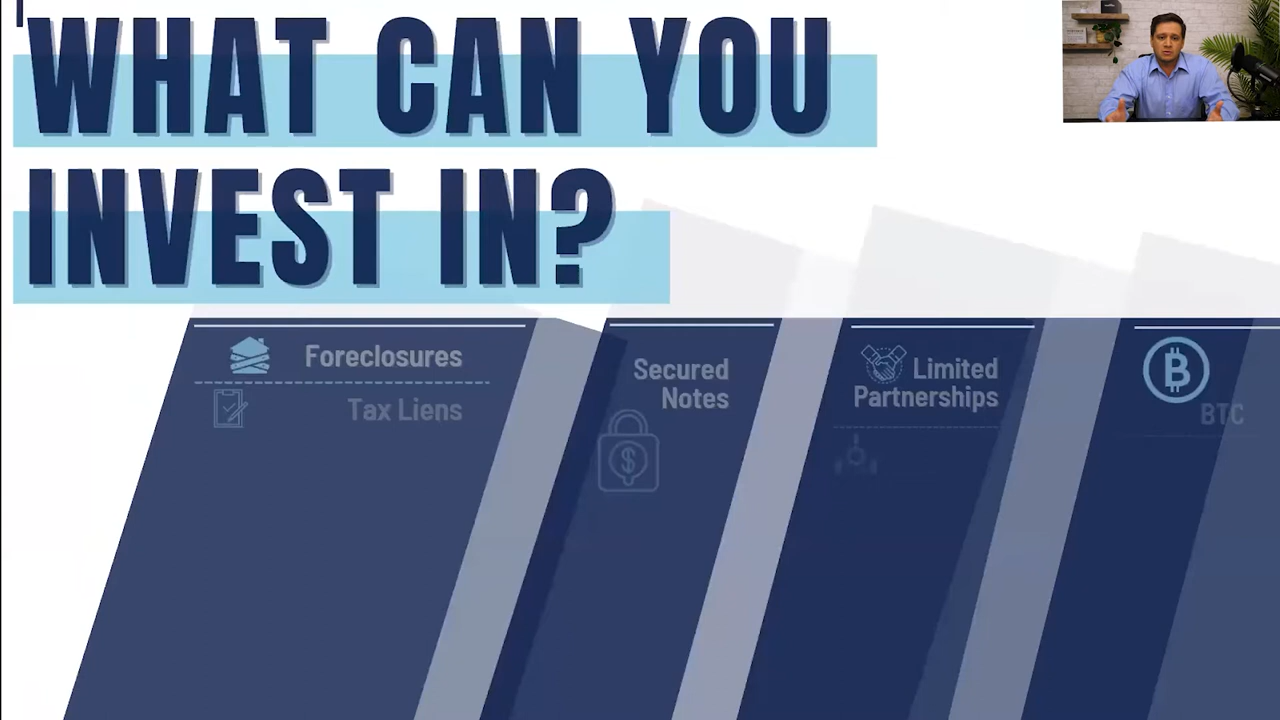 WHAT CAN YOU
INVEST IN?
Foreclosures
Tax Liens
Secured
Notes
Limited
Partnerships
BTC